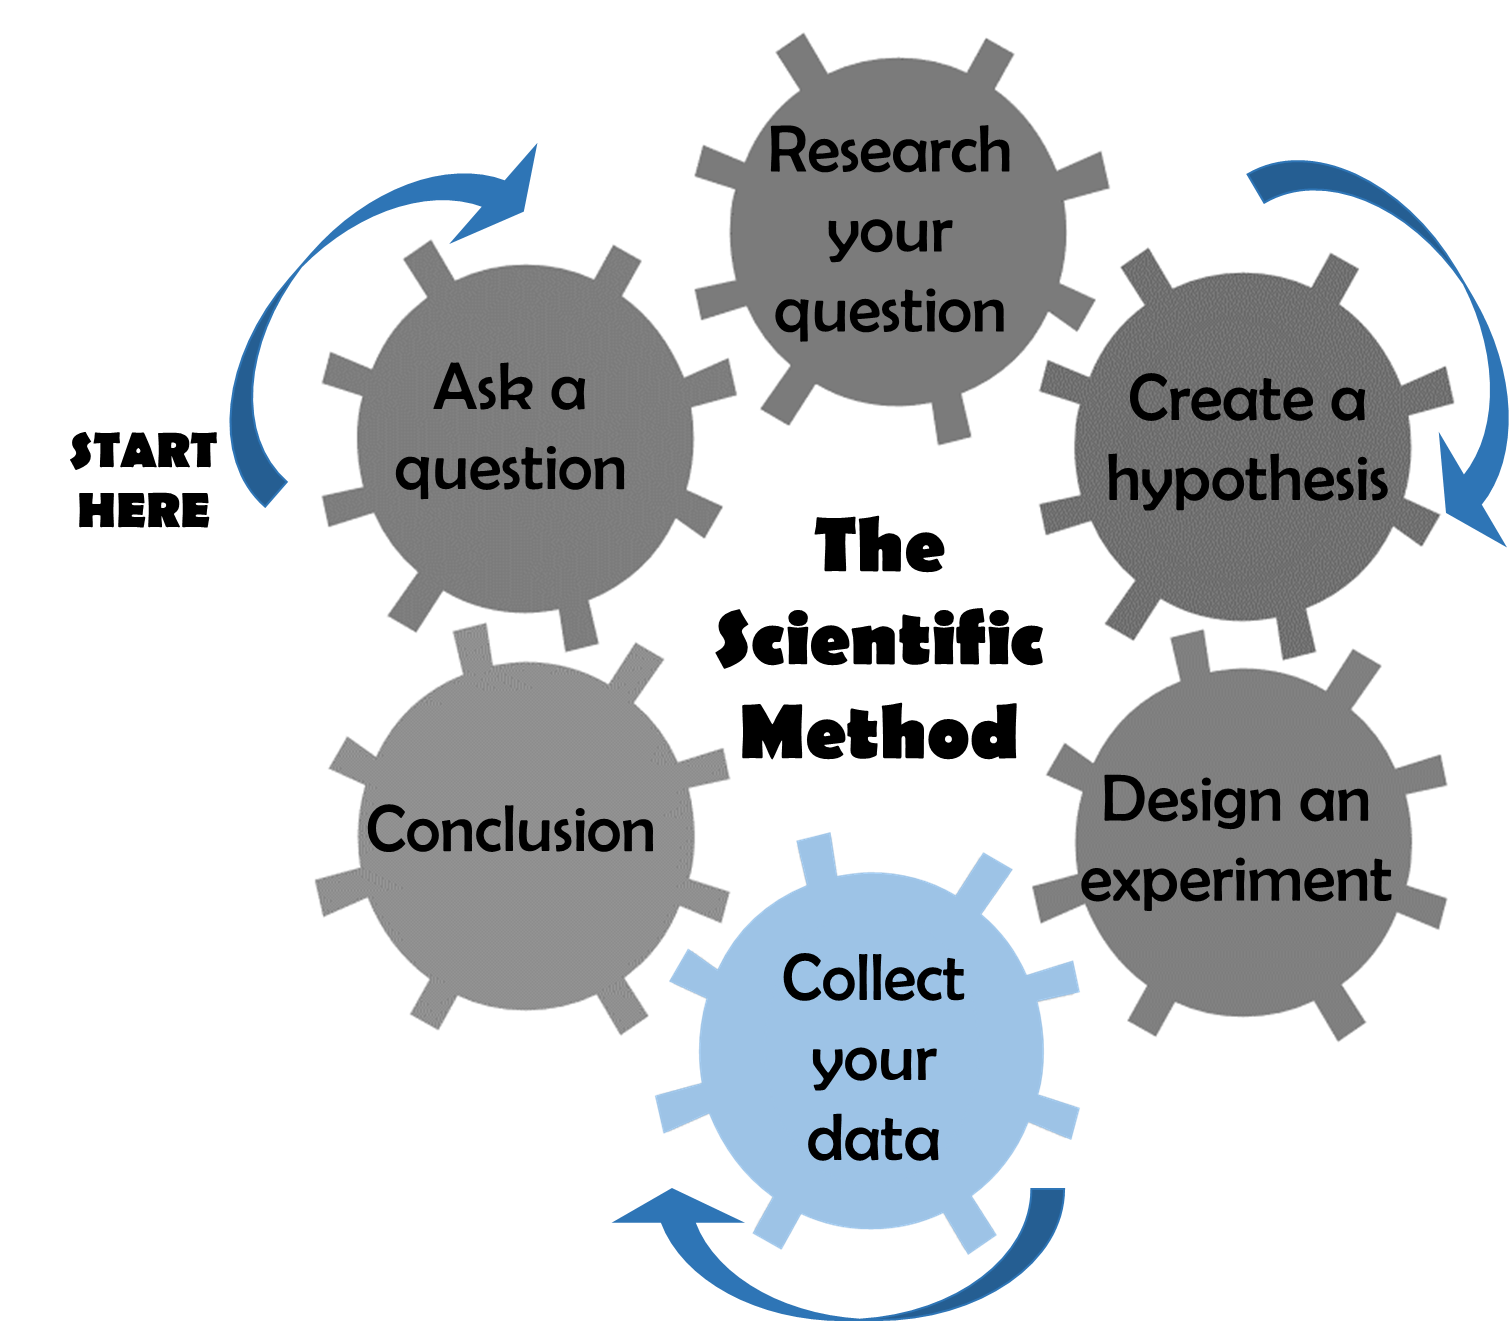 START
HERE
Ask a
question
Research
your
question
Create a
hypothesis
Design an
experiment
Collect
your
data
Conclusion
The
Scientific
Method